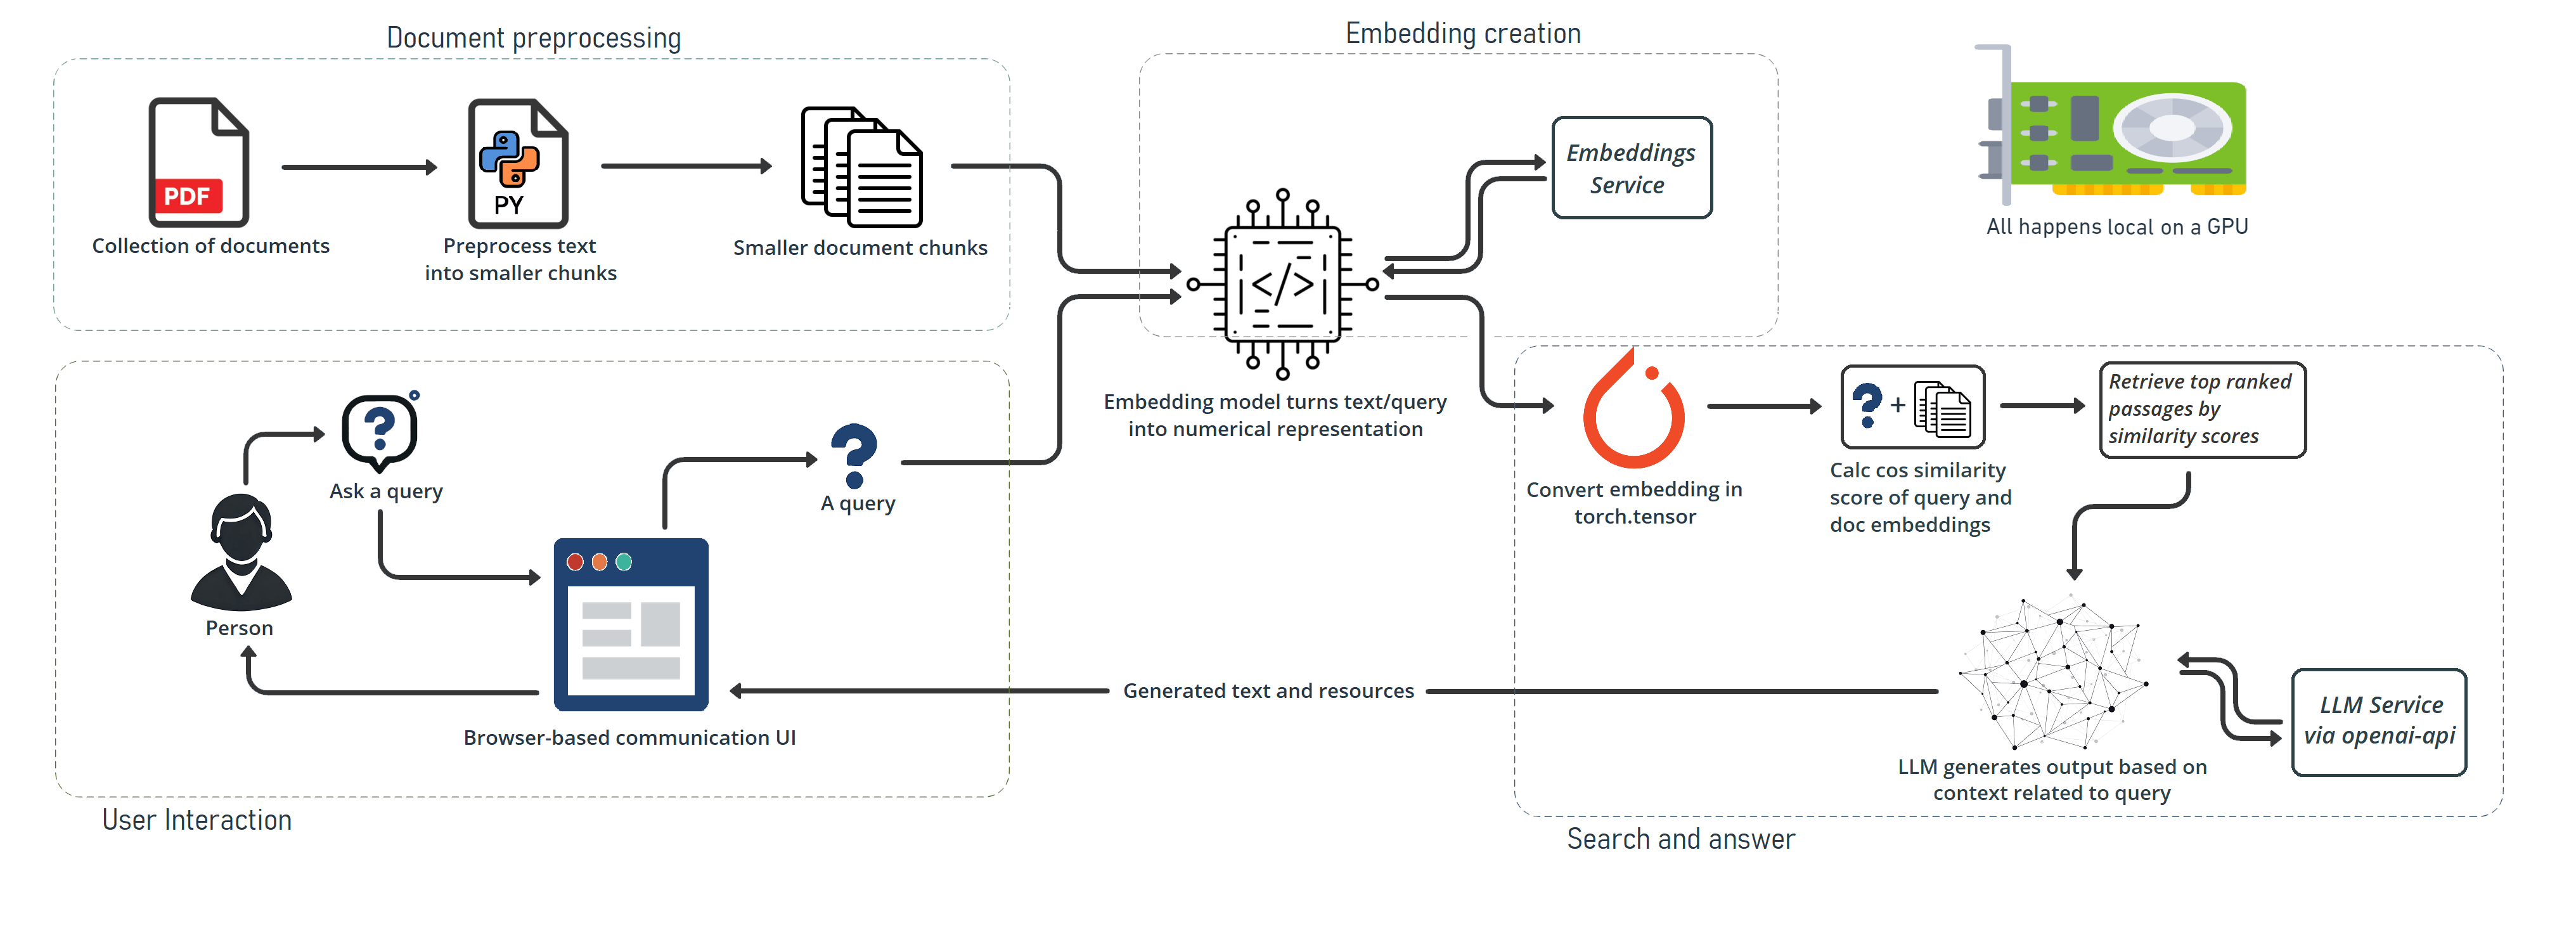 Document preprocessing
PDF
Collection of documents
PY
Preprocess text
into smaller chunks
Smaller document chunks
Embedding creation
Embeddings
Service
</>
Embedding model turns text/query
into numerical representation
All happens local on a GPU
?
Ask a query
Person
?
A query
Browser-based communication UI
User Interaction
Convert embedding in
torch.tensor
? +
Calc cos similarity
score of query and
doc embeddings
Retrieve top ranked
passages by
similarity scores
LLM generates output based on
context related to query
LLM Service
via openai-api
Generated text and resources
Search and answer